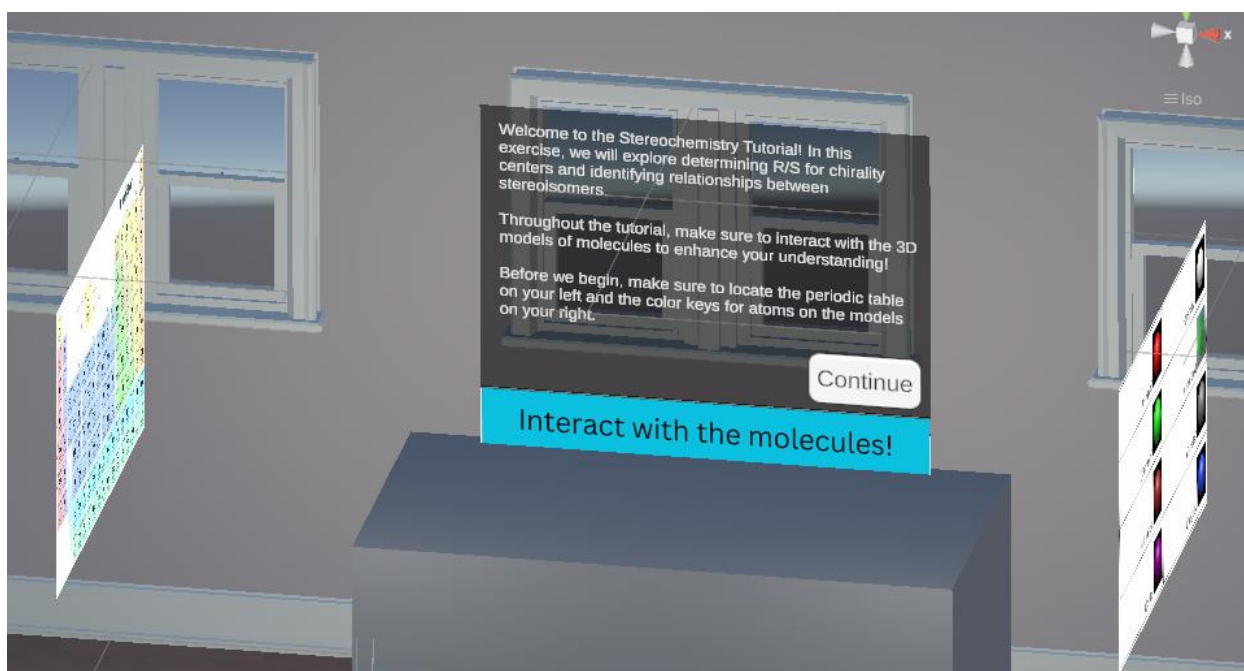 x
Iso
Welcome to the Stereochemistry Tutorial! In this
exercise, we will explore determining R/S for chirality
centers and identifying relationships between
stereoisomers.
Throughout the tutorial, make sure to interact with the 3D
models of molecules to enhance your understanding!
Before we begin, make sure to locate the periodic table
on your left and the color keys for atoms on the models
on your right.
Continue
Interact with the molecules!